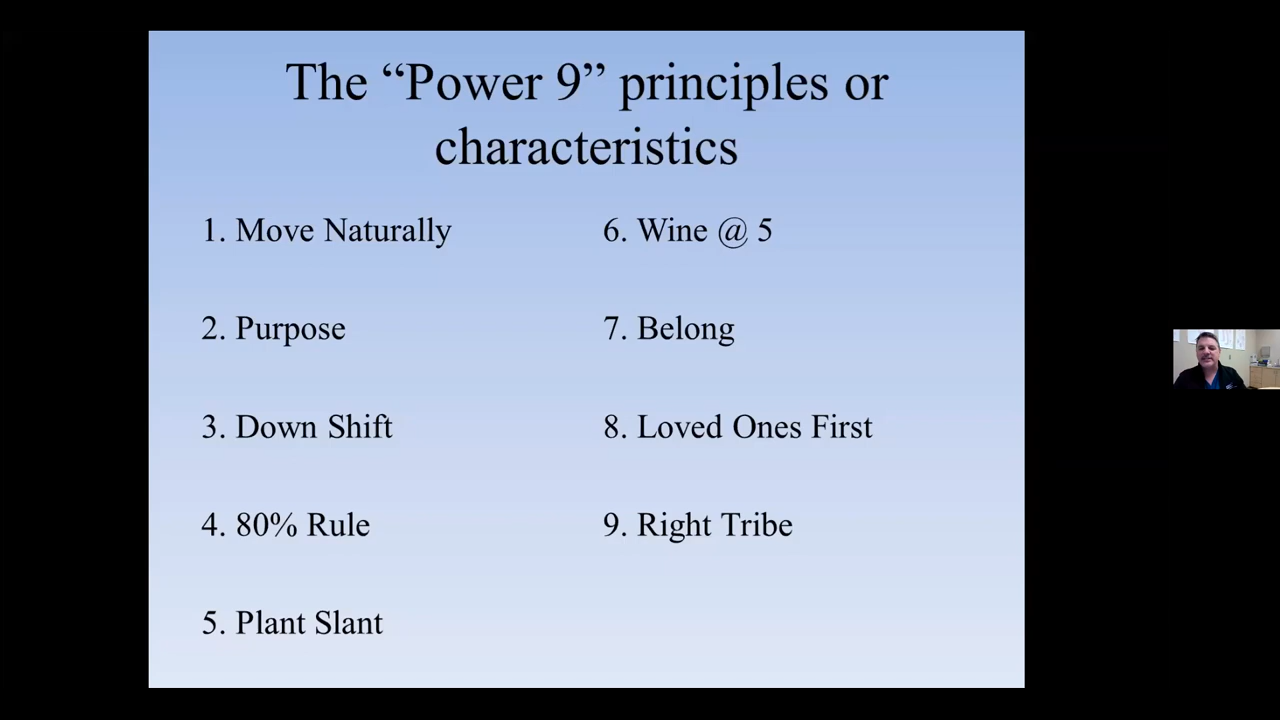 The “Power 9” principles or
characteristics
1. Move Naturally
2. Purpose
3. Down Shift
4. 80% Rule
5. Plant Slant
6. Wine @ 5
7. Belong
8. Loved Ones First
9. Right Tribe